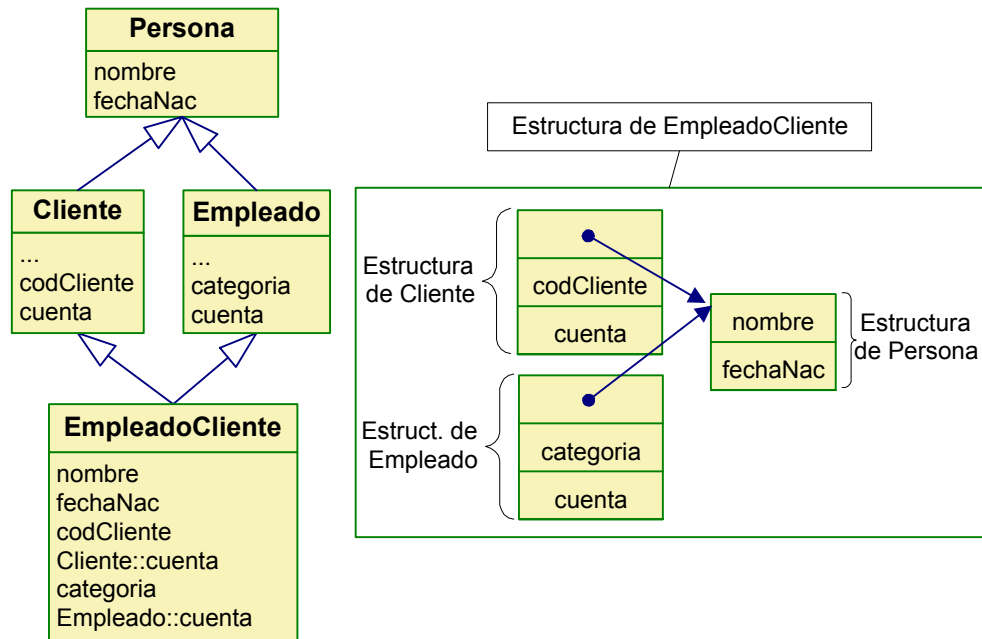 Persona
nombre
fechaNac
Cliente
...
codCliente
cuenta
Empleado
...
categoria
cuenta
EmpleadoCliente
nombre
fechaNac
codCliente
Cliente::cuenta
categoria
Empleado::cuenta
Estructura de EmpleadoCliente
Estructura
de Cliente
codCliente
cuenta
Estruct. de
Empleado
categoria
cuenta
nombre
fechaNac
Estructura
de Persona